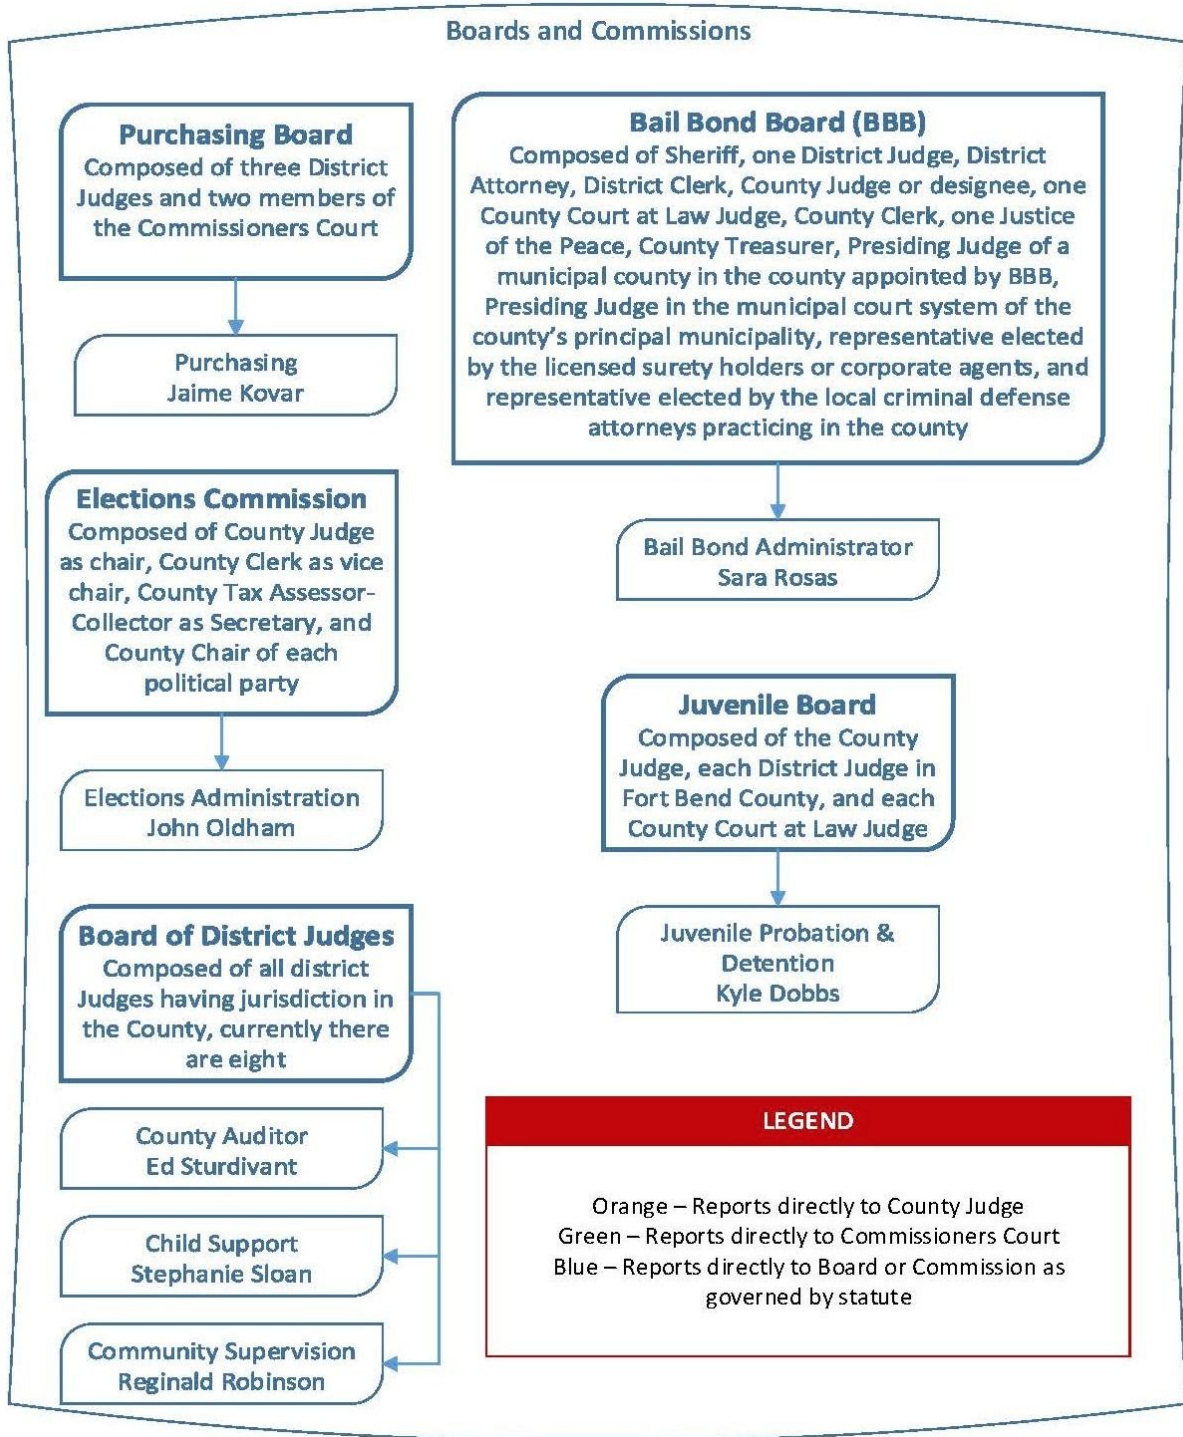 Boards and Commissions
Purchasing Board
Composed of three District
Judges and two members of
the Commissioners Court
Purchasing
Jaime Kovar
Elections Commission
Composed of County Judge
as chair, County Clerk as vice
chair, County Tax Assessor-
Collector as Secretary, and
County Chair of each
political party
Elections Administration
John Oldham
Board of District Judges
Composed of all district
Judges having jurisdiction in
the County, currently there
are eight
County Auditor
Ed Sturdivant
Child Support
Stephanie Sloan
Community Supervision
Reginald Robinson
Bail Bond Board (BBB)
Composed of Sheriff, one District Judge, District
Attorney, District Clerk, County Judge or designee, one
County Court at Law Judge, County Clerk, one Justice
of the Peace, County Treasurer, Presiding Judge of a
municipal county in the county appointed by BBB,
Presiding Judge in the municipal court system of the
county’s principal municipality, representative elected
by the licensed surety holders or corporate agents, and
representative elected by the local criminal defense
attorneys practicing in the county
Bail Bond Administrator
Sara Rosas
Juvenile Board
Composed of the County
Judge, each District Judge in
Fort Bend County, and each
County Court at Law Judge
Juvenile Probation &
Detention
Kyle Dobbs
LEGEND
Orange – Reports directly to County Judge
Green – Reports directly to Commissioners Court
Blue – Reports directly to Board or Commission as
governed by statute